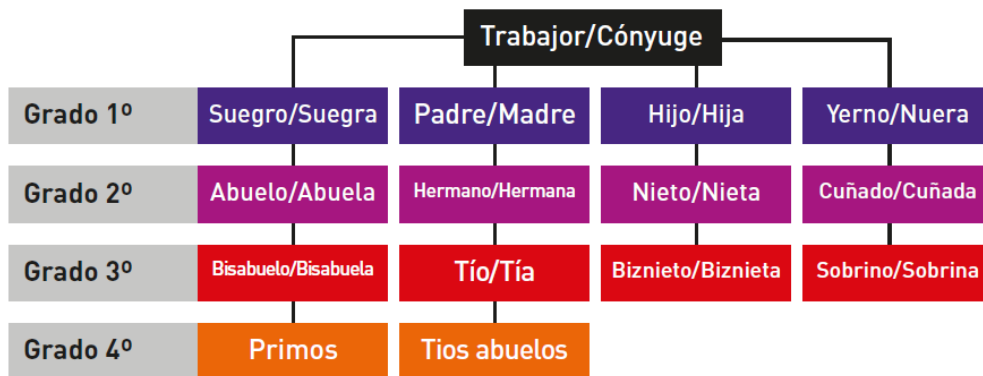 Trabajor/Cónyuge
Grado 1º Suegro/Suegra Padre/Madre Hijo/Hija Yerno/Nuera
Grado 2º Abuelo/Abuela Hermano/Hermana Nieto/Nieta Cuñado/Cuñada
Grado 3º Bisabuelo/Bisabuela Tío/Tía Biznieto/Biznieta Sobrino/Sobrina
Grado 4º Primos Tios abuelos